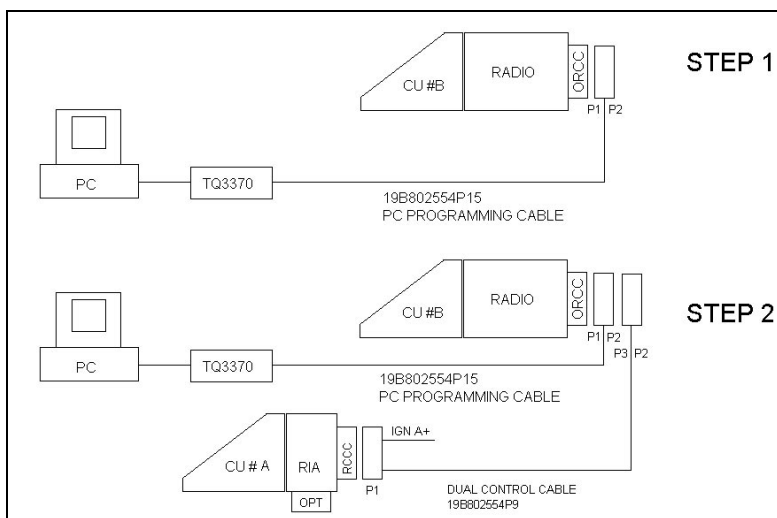 STEP 1
CU #B
RADIO
ORCC
P1 P2
PC
TQ3370
19B802554P15
PC PROGRAMMING CABLE
STEP 2
CU #B
RADIO
ORCC
P1 P2
P3 P2
PC
TQ3370
19B802554P15
PC PROGRAMMING CABLE
CU # A
RIA
RCCC
IGN A+
P1
OPT
DUAL CONTROL CABLE
19B802554P9